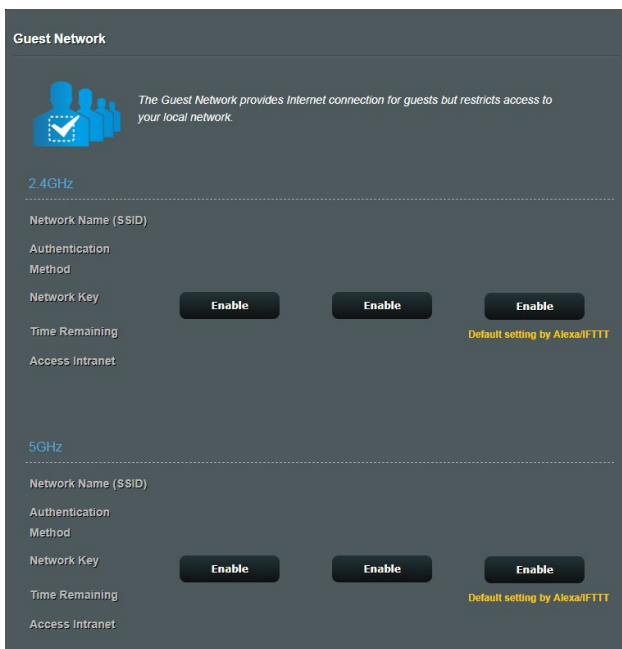 Guest Network
The Guest Network provides Internet connection for guests but restricts access to
your local network.
2.4GHz
Network Name (SSID)
Authentication
Method
Network Key
Enable
Enable
Enable
Time Remaining
Default setting by Alexa/IFTTT
Access Intranet
5GHz
Network Name (SSID)
Authentication
Method
Network Key
Enable
Enable
Enable
Time Remaining
Default setting by Alexa/IFTTT
Access Intranet